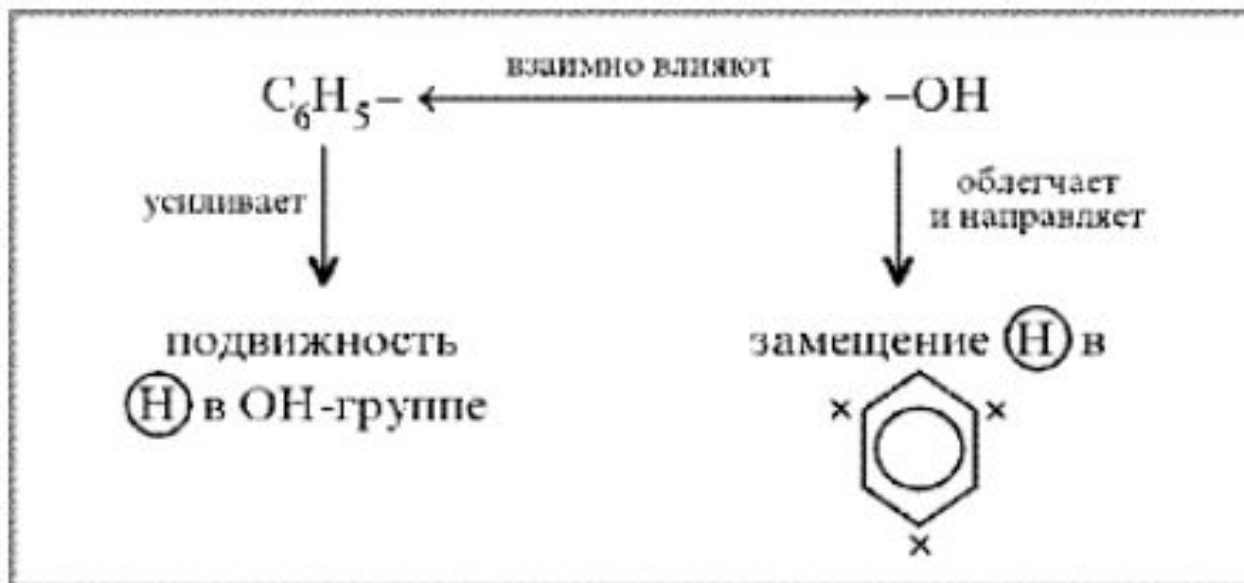 взаимно влияют
C₆H₅– –OH
усиливает
облегчает
и направляет
подвижность
H в OH-группе
замещение H в
× ×
×